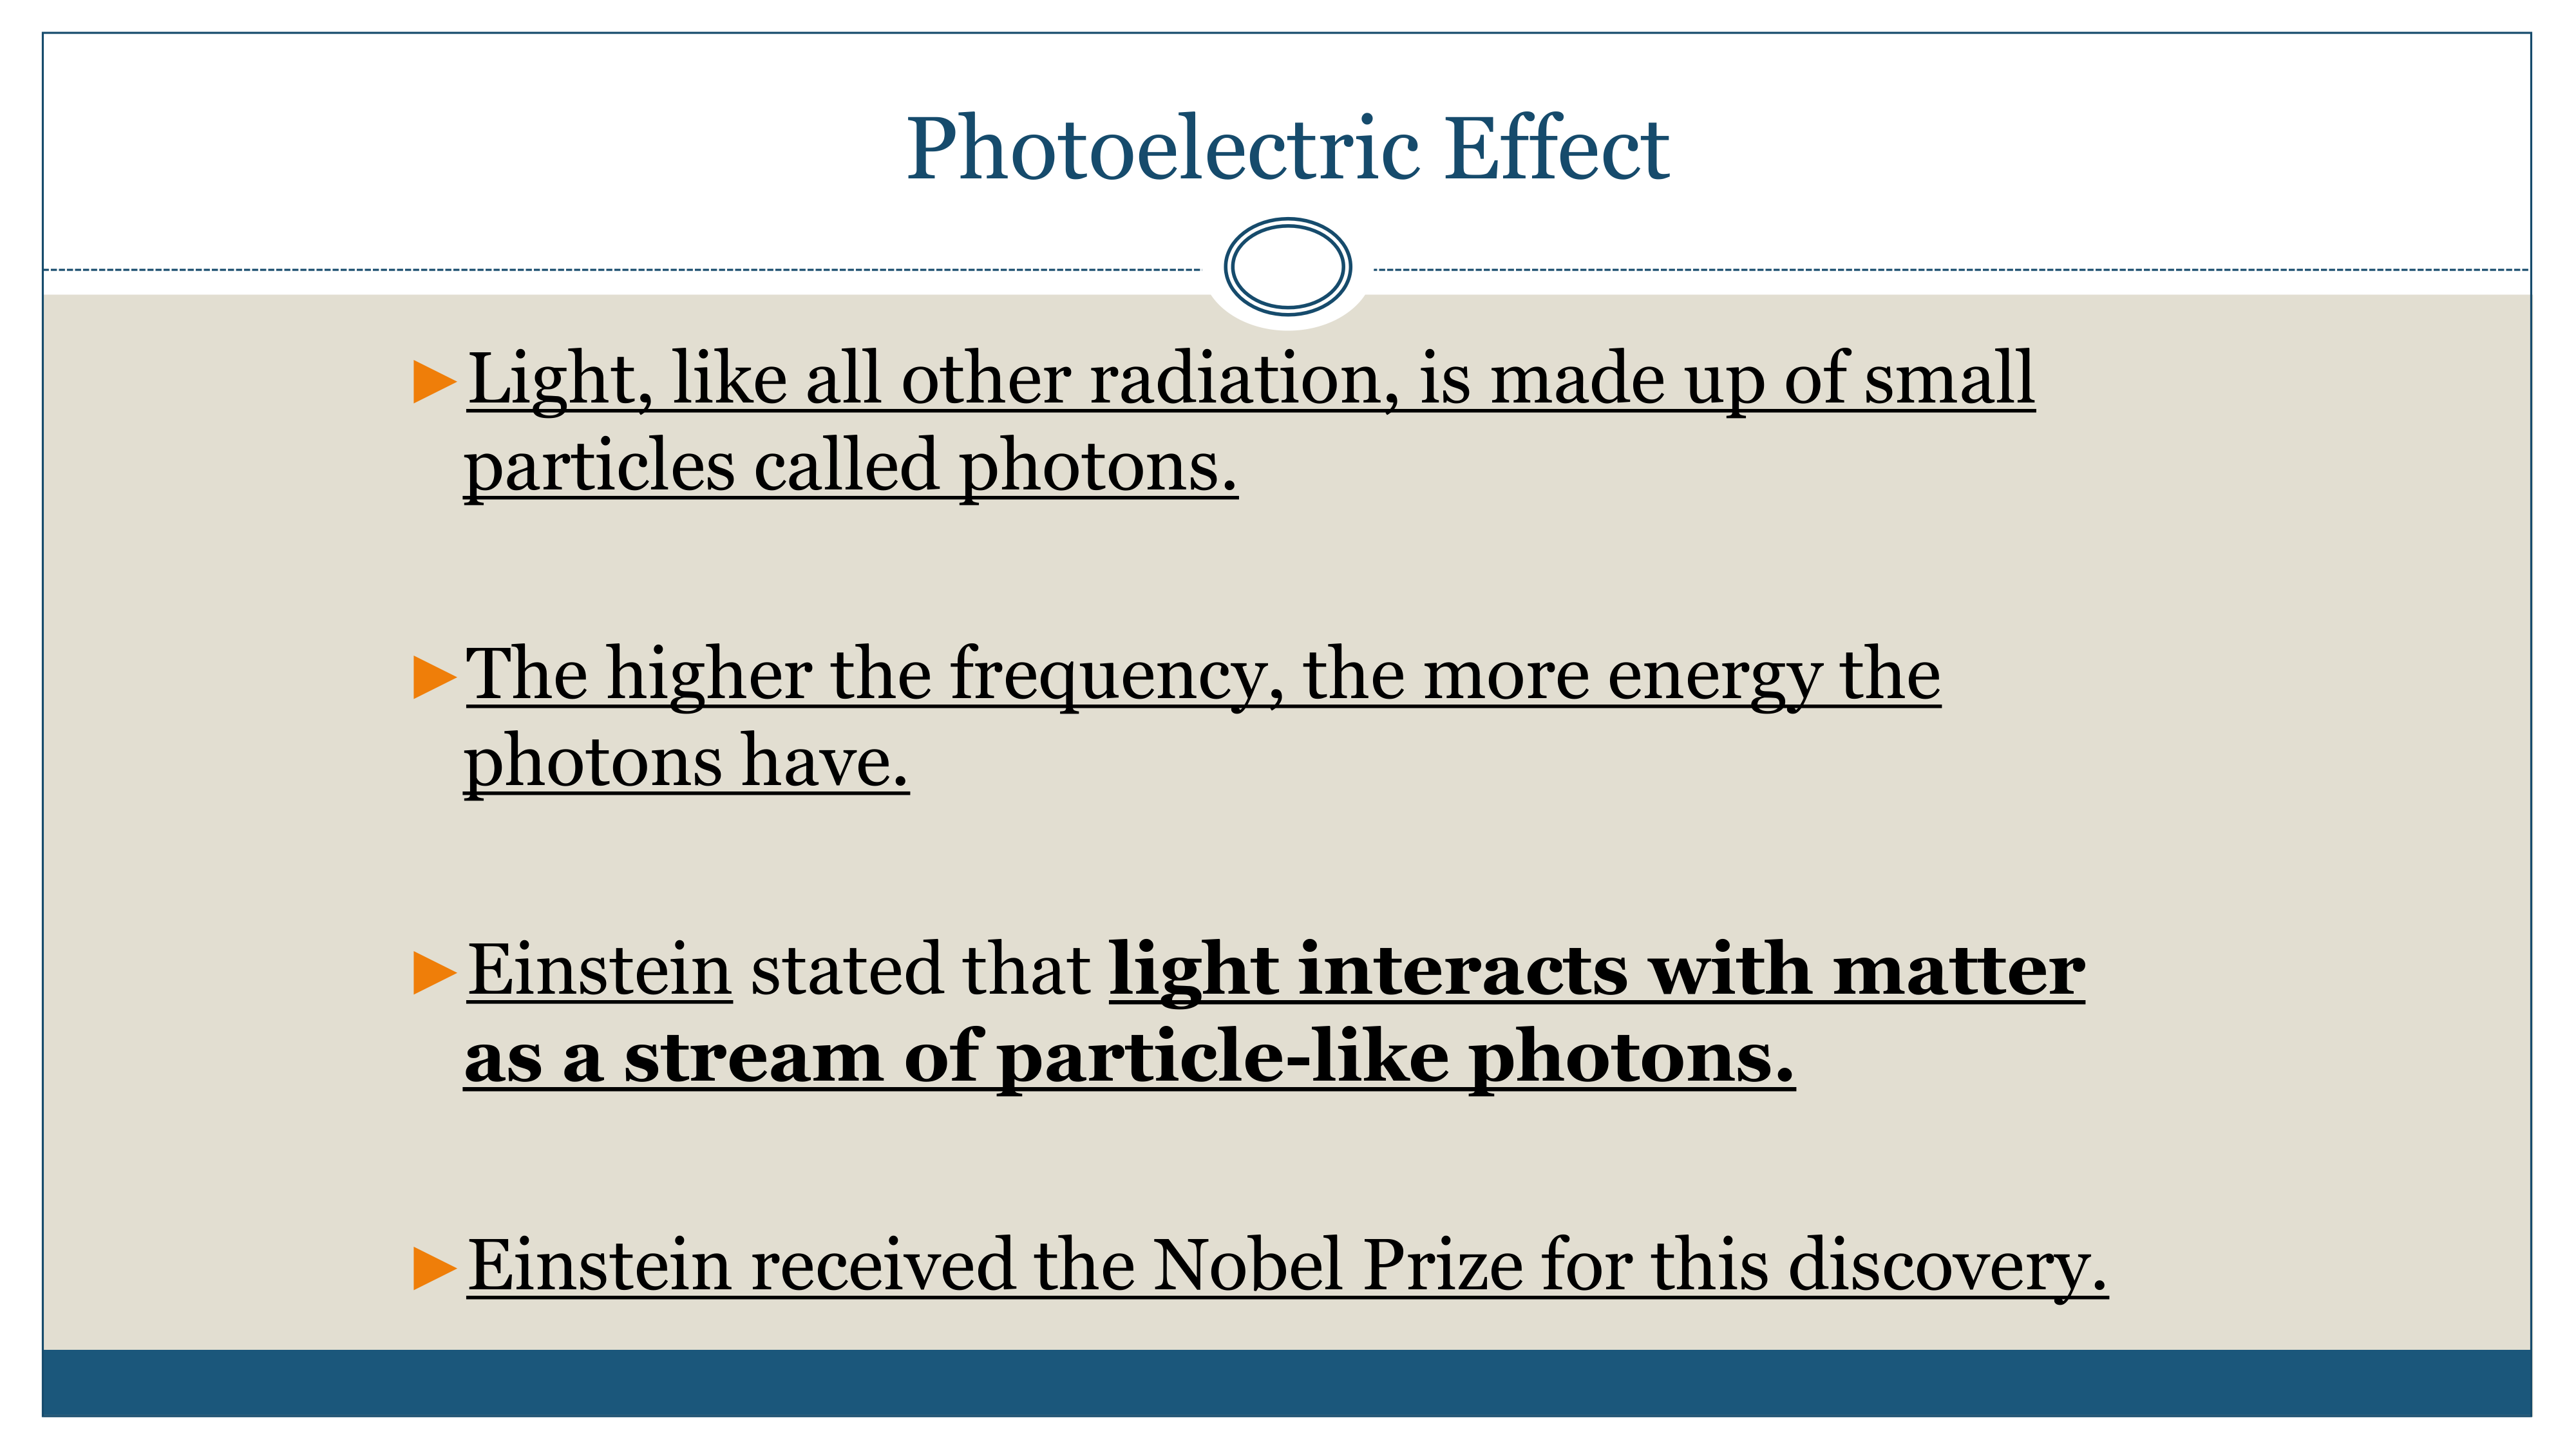 Photoelectric Effect
►Light, like all other radiation, is made up of small
particles called photons.
►The higher the frequency, the more energy the
photons have.
►Einstein stated that light interacts with matter
as a stream of particle-like photons.
►Einstein received the Nobel Prize for this discovery.